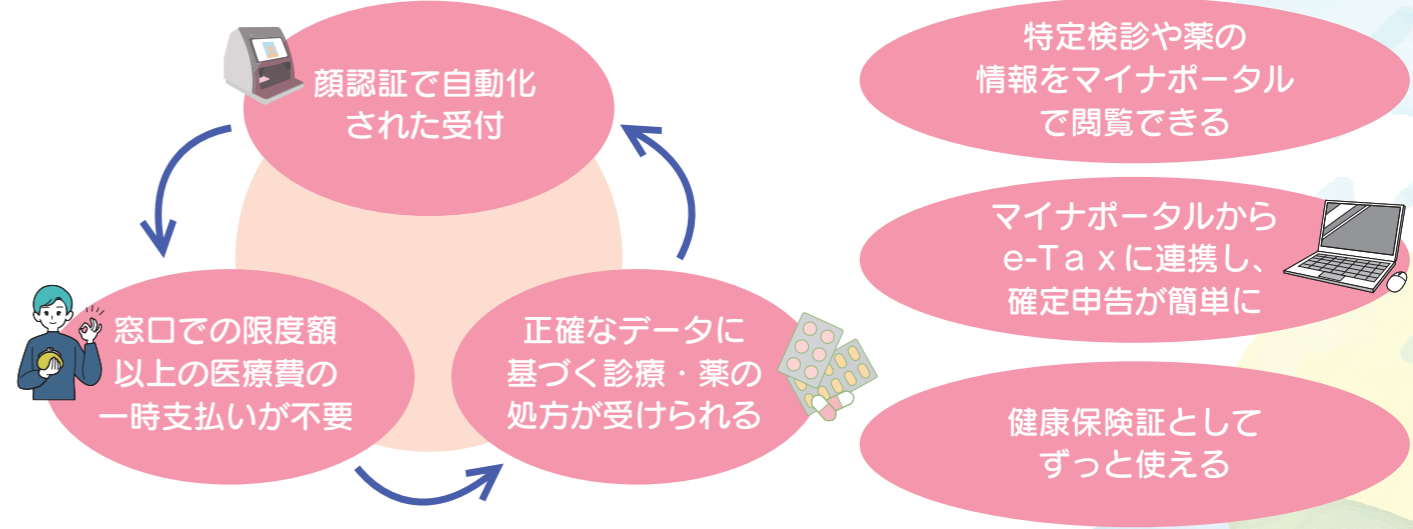 顔認証で自動化
された受付
窓口での限度額
以上の医療費の
一時支払いが不要
正確なデータに
基づく診療・薬の
処方が受けられる
特定検診や薬の
情報をマイナポータル
で閲覧できる
マイナポータルから
e-Ｔａｘに連携し、
確定申告が簡単に
健康保険証として
ずっと使える